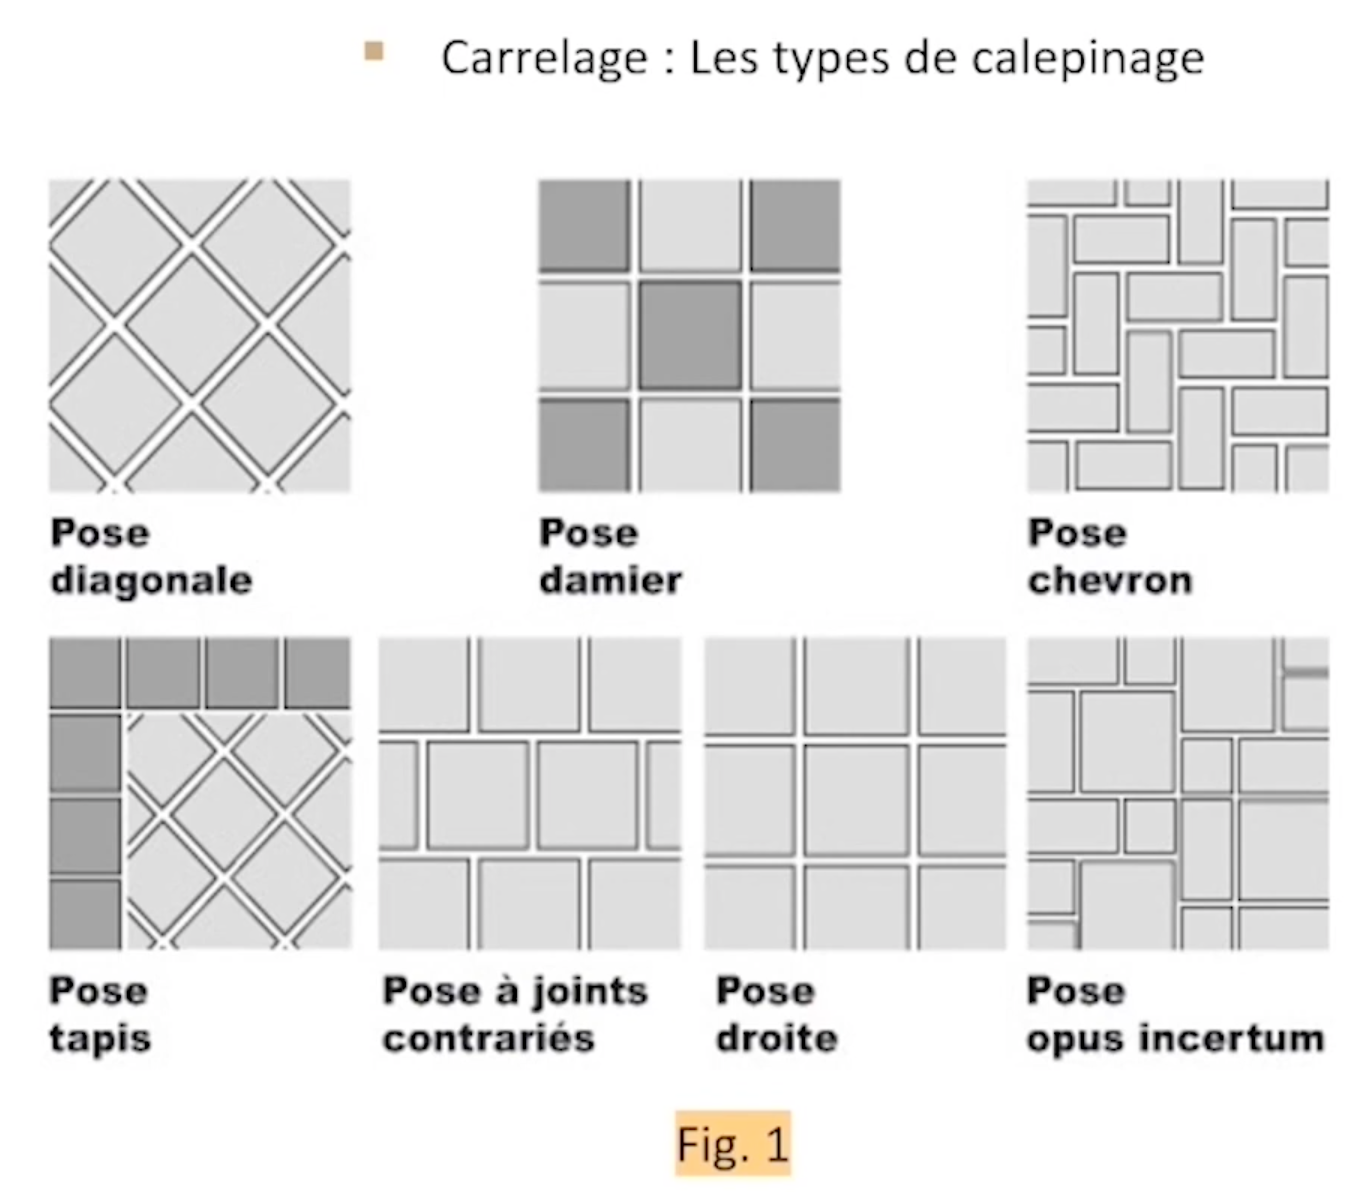 Carrelage : Les types de calepinage
Pose
diagonale
Pose
damier
Pose
chevron
Pose
tapis
Pose à joints
contrariés
Pose
droite
Pose
opus incertum
Fig. 1